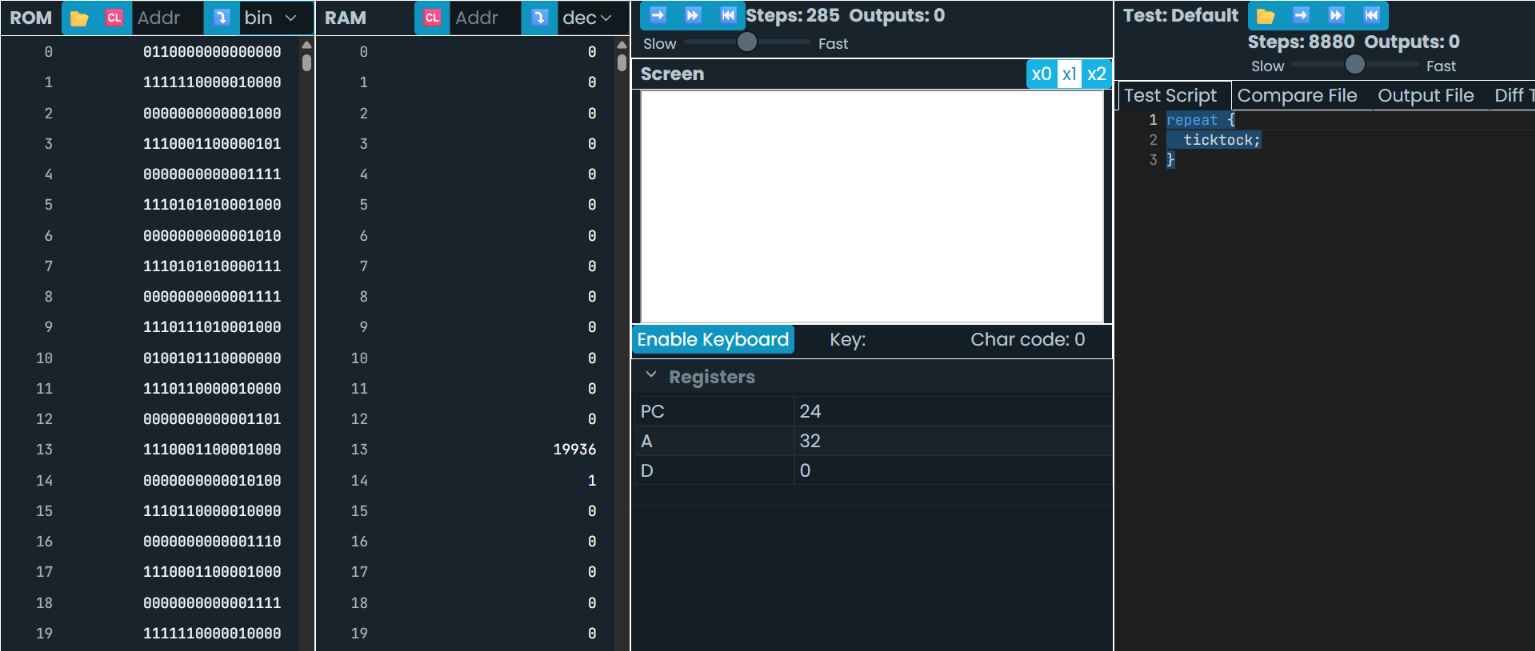 ROM CL Addr bin
0 0110000000000000
1 1111110000010000
2 0000000000001000
3 1110001100000101
4 0000000000001111
5 1110101010001000
6 0000000000001010
7 1110101010000111
8 0000000000001111
9 1110111010001000
10 0100101110000000
11 1110110000010000
12 0000000000001101
13 1110001100001000
14 0000000000010100
15 1110110000010000
16 0000000000001110
17 1110001100001000
18 0000000000001111
19 1111110000010000
RAM CL Addr dec
0 0
1 0
2 0
3 0
4 0
5 0
6 0
7 0
8 0
9 0
10 0
11 0
12 0
13 19936
14 1
15 0
16 0
17 0
18 0
19 0
Steps: 285 Outputs: 0
Slow Fast
Screen x0 x1 x2
Enable Keyboard Key: Char code: 0
Registers
PC 24
A 32
D 0
Test: Default
Steps: 8880 Outputs: 0
Slow Fast
Test Script Compare File Output File Diff T
1 repeat {
2 ticktock;
3 }